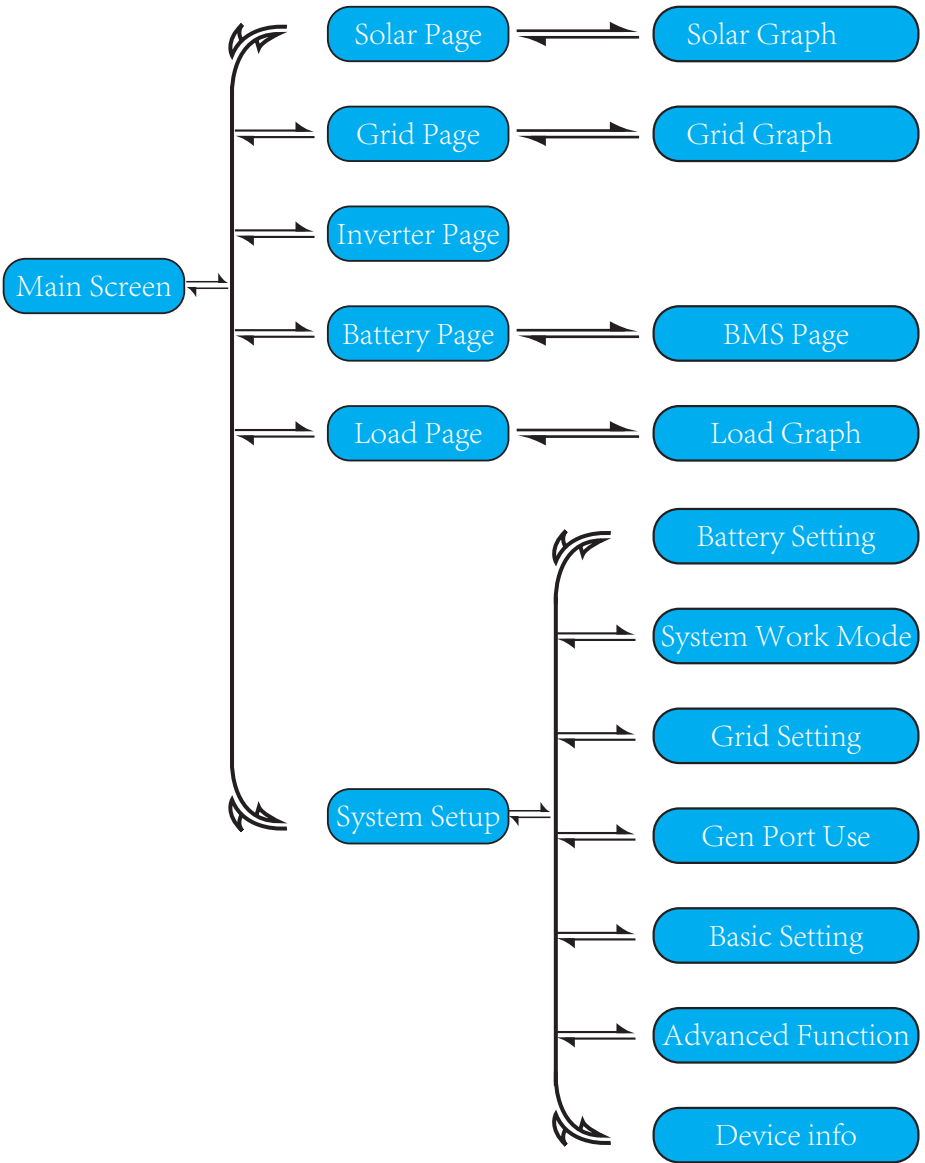 Solar Page
Solar Graph
Grid Page
Grid Graph
Inverter Page
Main Screen
Battery Page
BMS Page
Load Page
Load Graph
Battery Setting
System Work Mode
Grid Setting
System Setup
Gen Port Use
Basic Setting
Advanced Function
Device info